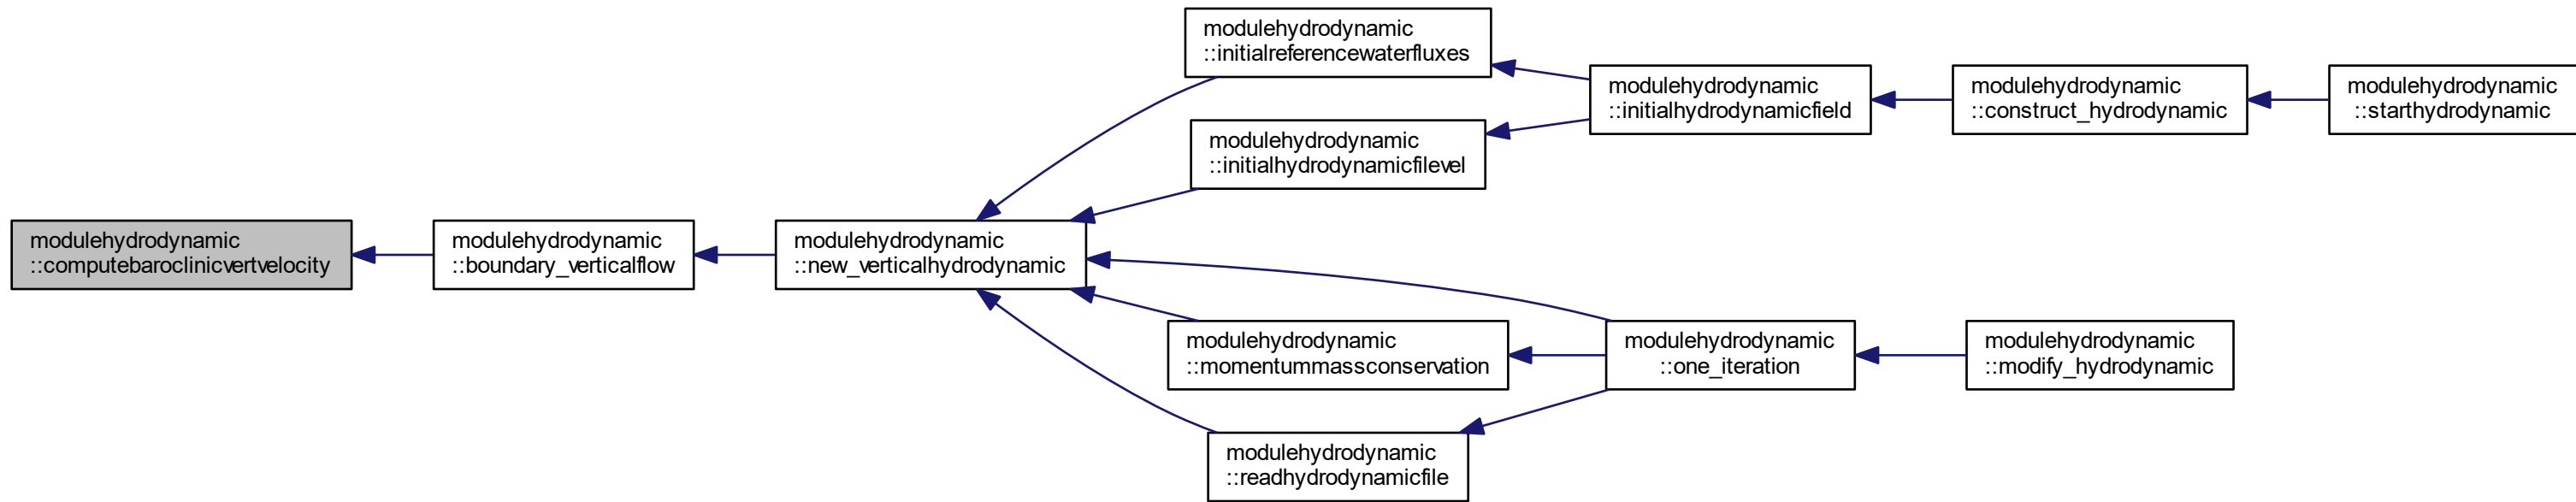 modulehydrodynamic
::initialreferencewaterfluxes
modulehydrodynamic
::initialhydrodynamicfield
modulehydrodynamic
::construct_hydrodynamic
modulehydrodynamic
::starthydrodynamic
modulehydrodynamic
::initialhydrodynamicfilevel
modulehydrodynamic
::computebaroclinicvertvelocity
modulehydrodynamic
::boundary_verticalflow
modulehydrodynamic
::new_verticalhydrodynamic
modulehydrodynamic
::momentummassconservation
modulehydrodynamic
::one_iteration
modulehydrodynamic
::modify_hydrodynamic
modulehydrodynamic
::readhydrodynamicfile